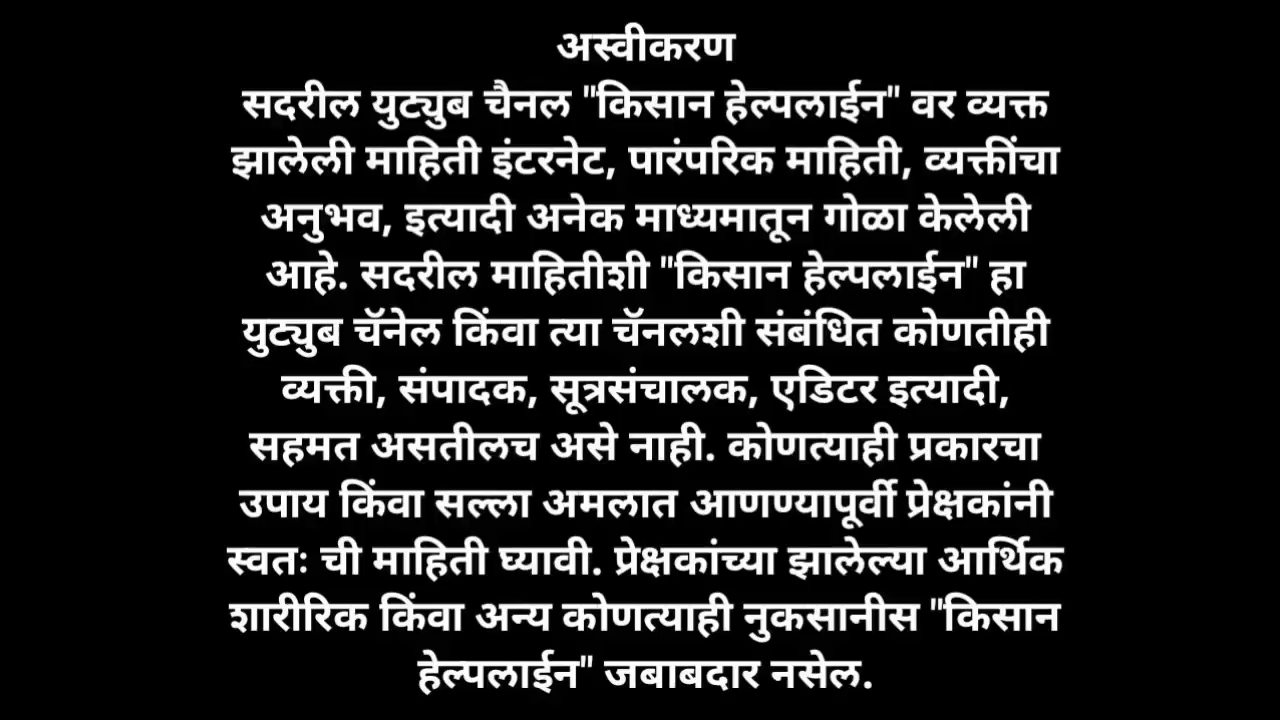 अस्वीकरण
सदरील युट्युब चैनल "किसान हेल्पलाईन" वर व्यक्त
झालेली माहिती इंटरनेट, पारंपरिक माहिती, व्यक्तींचा
अनुभव, इत्यादी अनेक माध्यमातून गोळा केलेली
आहे. सदरील माहितीशी "किसान हेल्पलाईन" हा
युट्युब चॅनेल किंवा त्या चॅनलशी संबंधित कोणतीही
व्यक्ती, संपादक, सूत्रसंचालक, एडिटर इत्यादी,
सहमत असतीलच असे नाही. कोणत्याही प्रकारचा
उपाय किंवा सल्ला अमलात आणण्यापूर्वी प्रेक्षकांनी
स्वतः ची माहिती घ्यावी. प्रेक्षकांच्या झालेल्या आर्थिक
शारीरिक किंवा अन्य कोणत्याही नुकसानीस "किसान
हेल्पलाईन" जबाबदार नसेल.